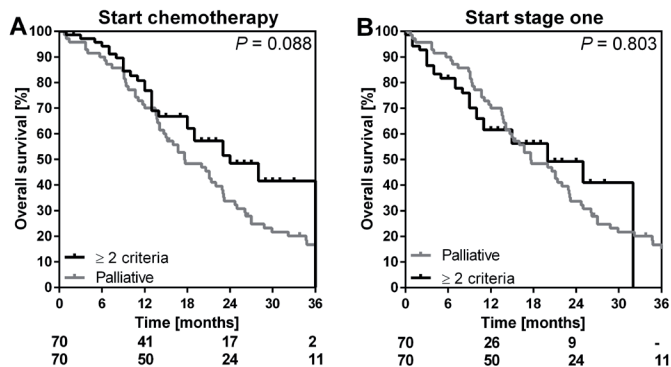 A
Start chemotherapy
P = 0.088
Overall survival [%]
100
90
80
70
60
50
40
30
20
10
0
≥ 2 criteria
Palliative
0 6 12 18 24 30 36
Time [months]
70 41 17 2
70 50 24 11
B
Start stage one
P = 0.803
Overall survival [%]
100
90
80
70
60
50
40
30
20
10
0
Palliative
≥ 2 criteria
0 6 12 18 24 30 36
Time [months]
70 26 9 -
70 50 24 11